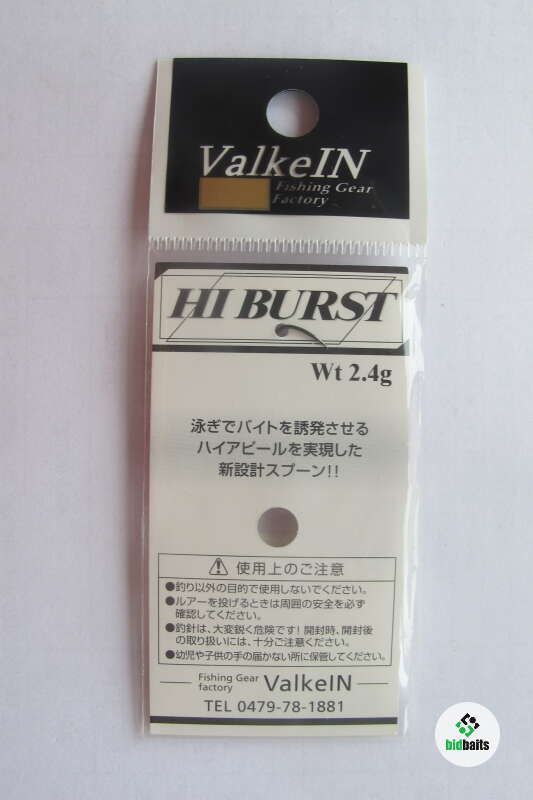 ValkeIN
Fishing Gear
Factory
HI BURST
Wt 2.4g
泳ぎでバイトを誘発させる
ハイアピールを実現した
新設計スプーン!!
使用上のご注意
●釣り以外の目的で使用しないでください。
●ルアーを投げるときは周囲の安全を必ず
確認してください。
●釣針は、大変鋭く危険です！開封時、開封後
の取り扱いには、十分ご注意ください。
●幼児や子供の手の届かない所に保管してください。
Fishing Gear
factory
ValkeIN
TEL 0479-78-1881
bidbaits